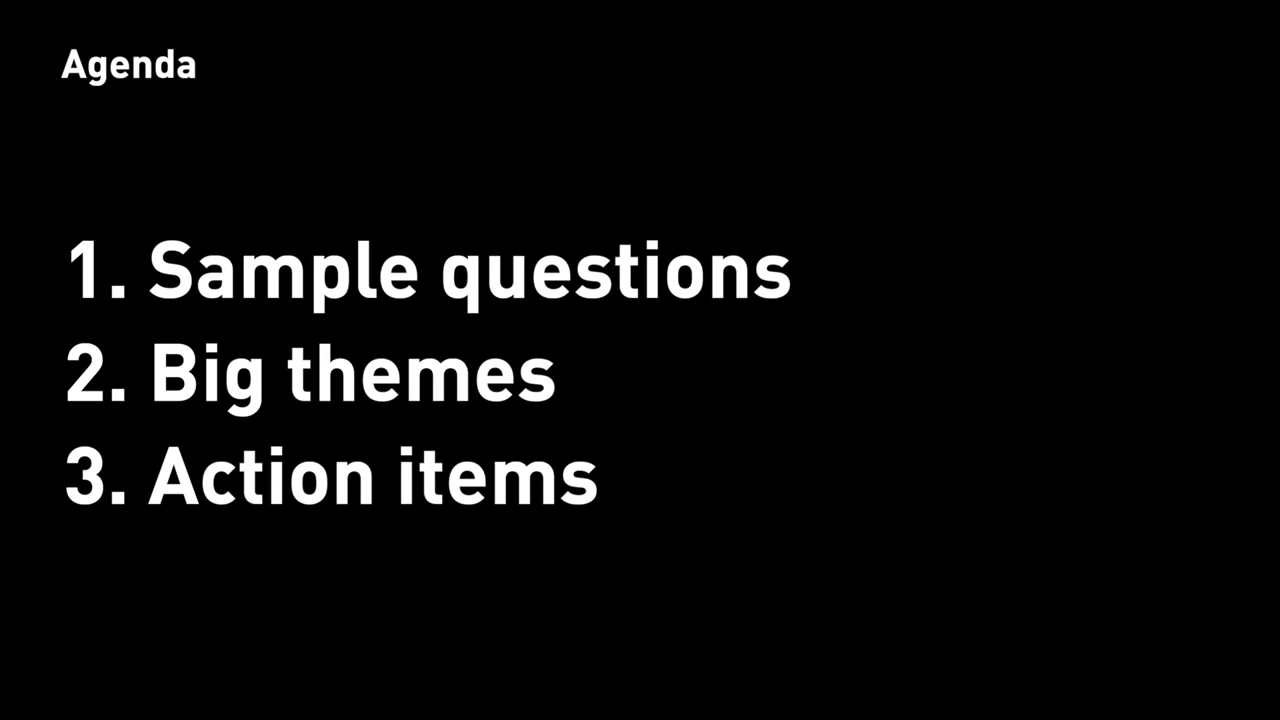 Agenda
1. Sample questions
2. Big themes
3. Action items